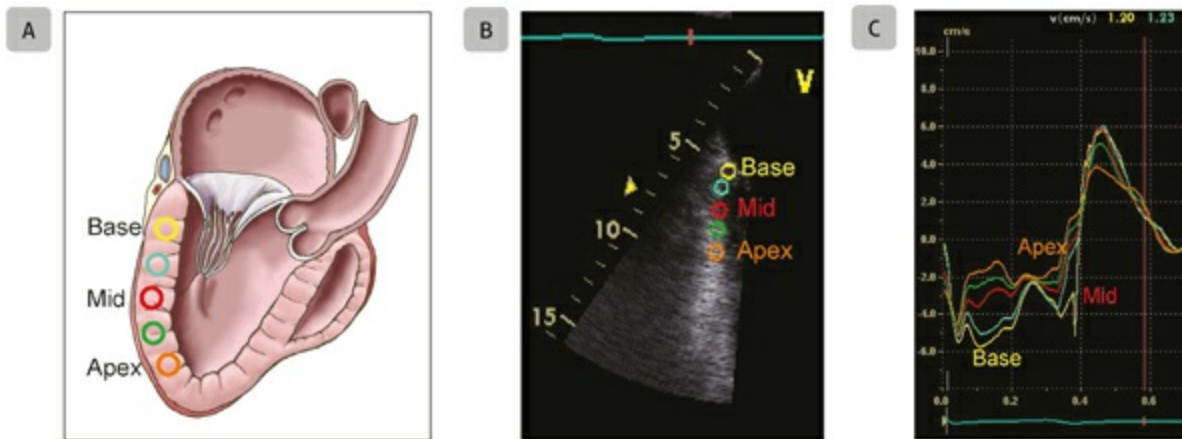 A
Base
Mid
Apex
B
V
5
10
15
Base
Mid
Apex
C
v(cm/s) 1.20 1.23
cm/s
10.0
8.0
6.0
4.0
2.0
0.0
-2.0
-4.0
-6.0
Apex
Mid
Base
0.0 0.2 0.4 0.6